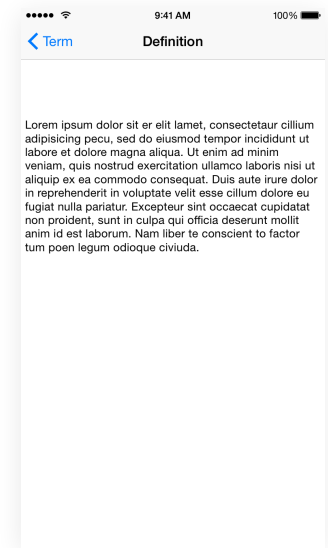 9:41 AM 100%
Term Definition
Lorem ipsum dolor sit er elit lamet, consectetaur cillium
adipisicing pecu, sed do eiusmod tempor incididunt ut
labore et dolore magna aliqua. Ut enim ad minim
veniam, quis nostrud exercitation ullamco laboris nisi ut
aliquip ex ea commodo consequat. Duis aute irure dolor
in reprehenderit in voluptate velit esse cillum dolore eu
fugiat nulla pariatur. Excepteur sint occaecat cupidatat
non proident, sunt in culpa qui officia deserunt mollit
anim id est laborum. Nam liber te conscient to factor
tum poen legum odioque civiuda.